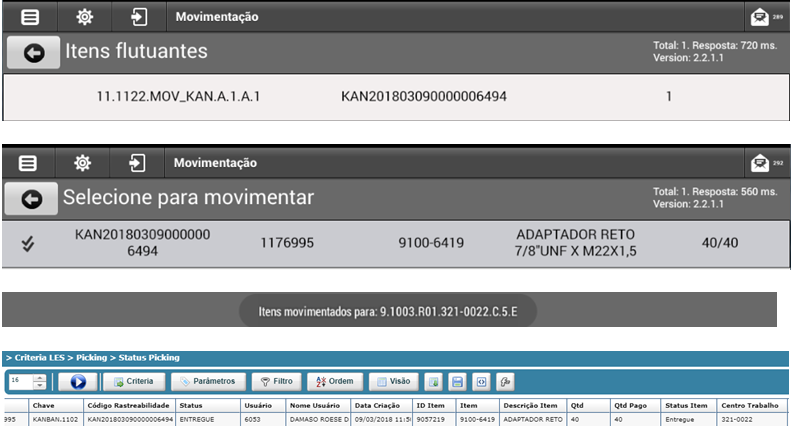 Movimentação 289
Itens flutuantes Total: 1. Resposta: 720 ms.
Version: 2.2.1.1
11.1122.MOV_KAN.A.1.A.1 KAN201803090000006494 1
Movimentação 292
Selecione para movimentar Total: 1. Resposta: 560 ms.
Version: 2.2.1.1
KAN20180309000000 6494 1176995 9100-6419 ADAPTADOR RETO 7/8"UNF X M22X1,5 40/40
Itens movimentados para: 9.1003.R01.321-0022.C.5.E
> Criteria LES > Picking > Status Picking
16 Criteria Parâmetros Filtro Ordem Visão
Chave Código Rastreabilidade Status Usuário Nome Usuário Data Criação ID Item Item Descrição Item Qtd Qtd Pago Status Item Centro Trabalho
995 KANBAN.1102 KAN201803090000006494 ENTREGUE 6053 DAMASO ROESE D 09/03/2018 11:5 9057219 9100-6419 ADAPTADOR RETO 40 40 Entregue 321-0022